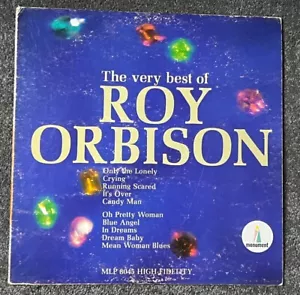 The very best of
ROY
ORBISON
Only the Lonely
Crying
Running Scared
It's Over
Candy Man
Oh Pretty Woman
Blue Angel
In Dreams
Dream Baby
Mean Woman Blues
monument
MLP 8045 HIGH FIDELITY